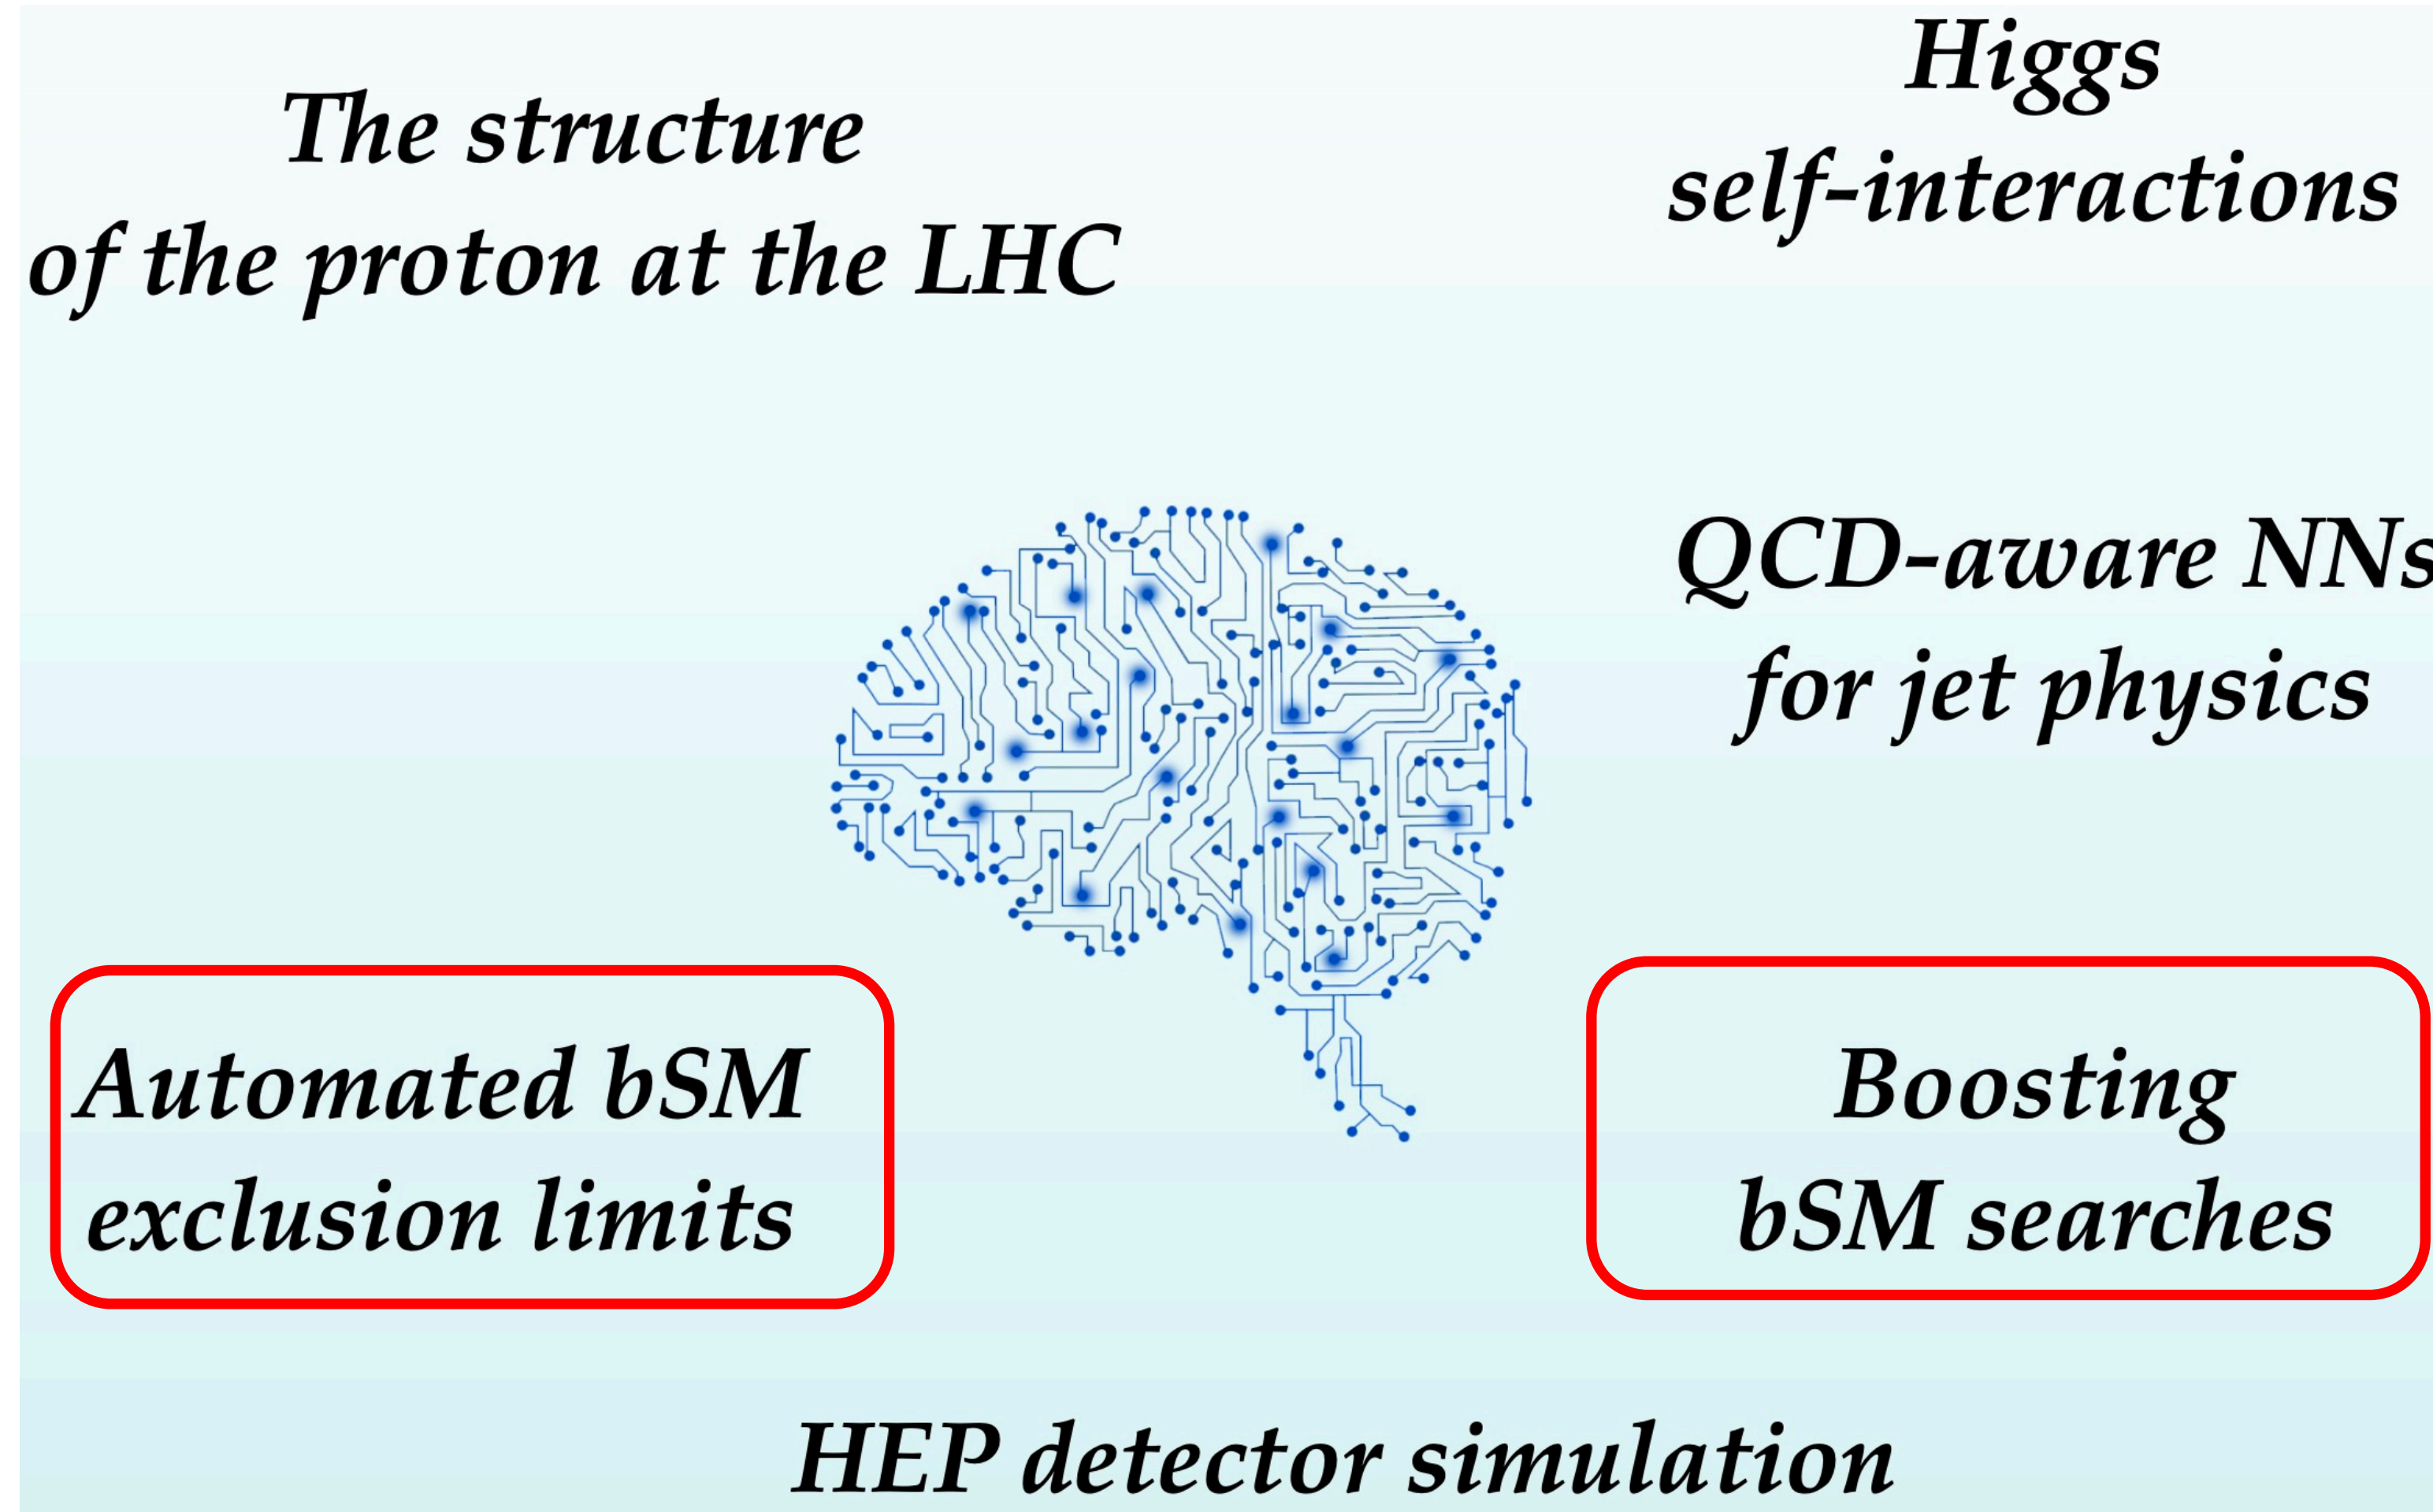 The structure
of the proton at the LHC
Higgs
self-interactions
QCD-aware NNs
for jet physics
Automated bSM
exclusion limits
Boosting
bSM searches
HEP detector simulation